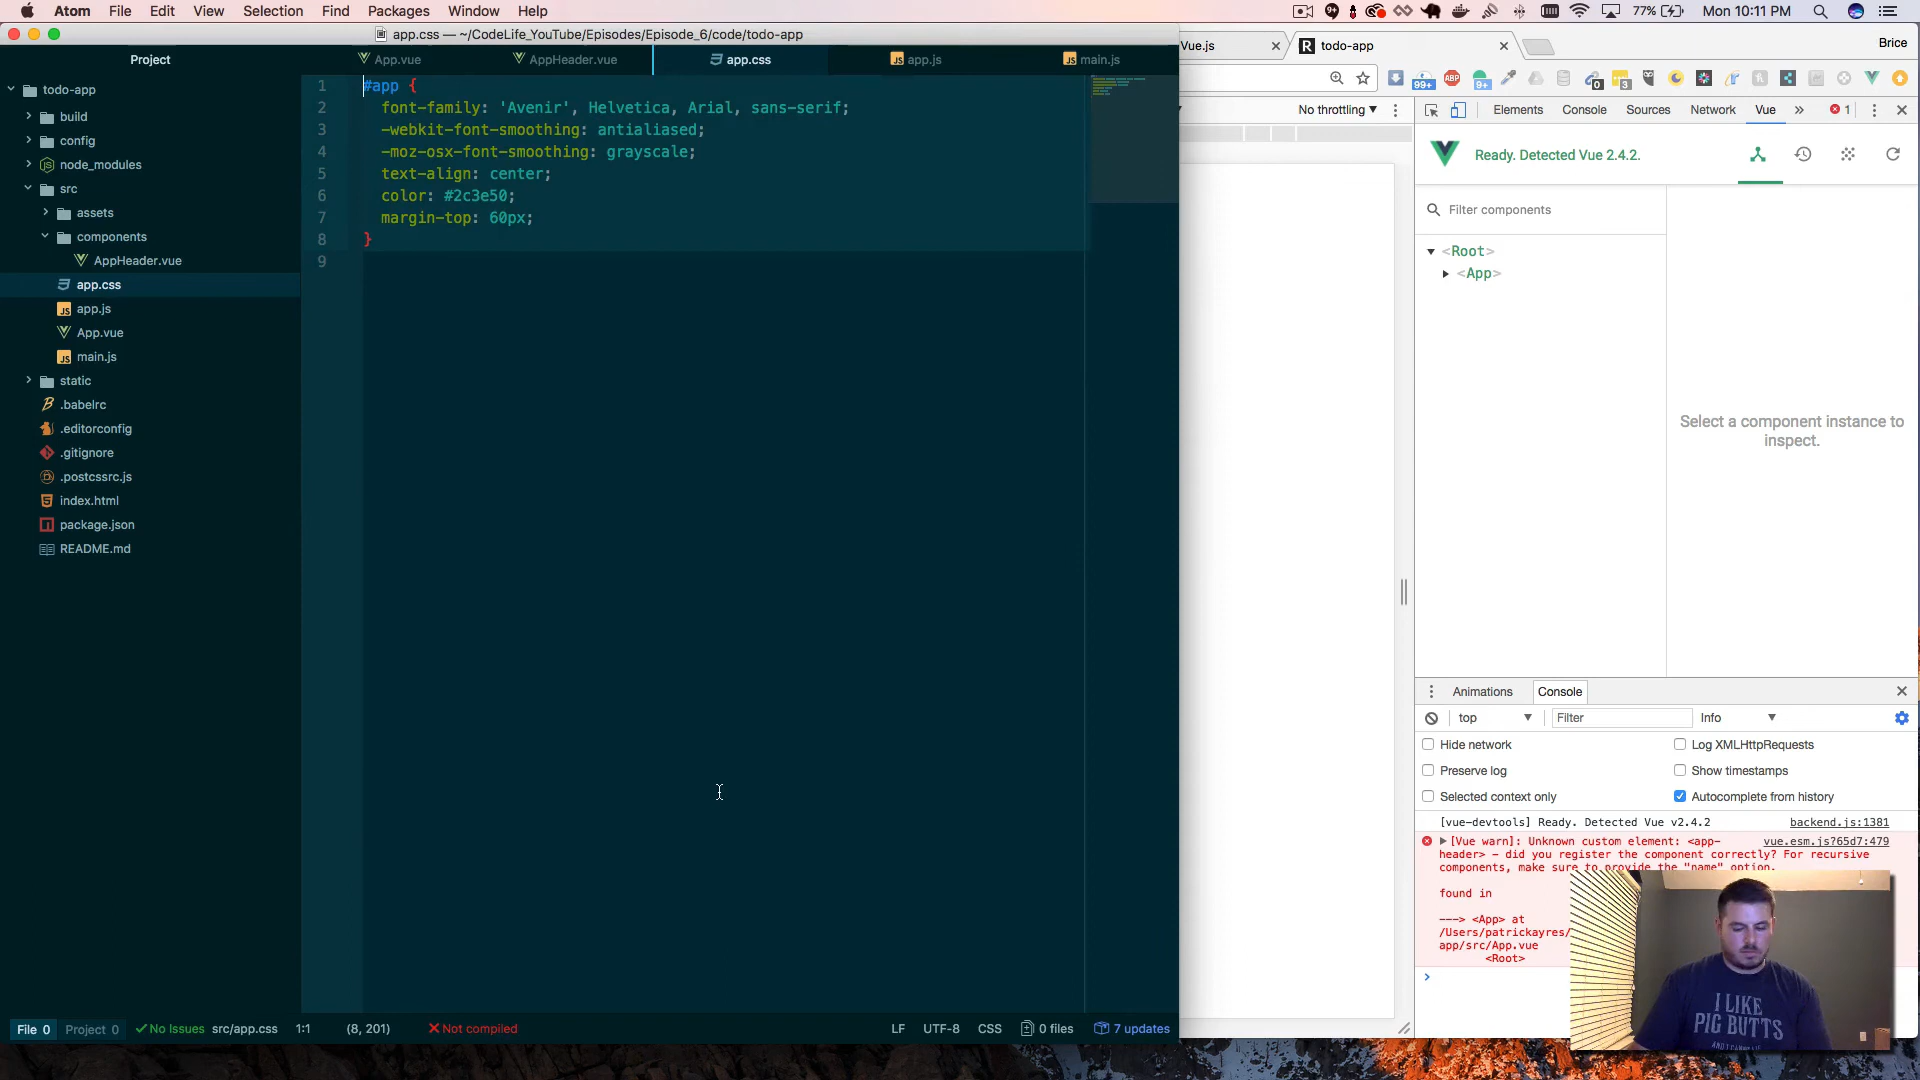 Atom File Edit View Selection Find Packages Window Help 77% Mon 10:11 PM
app.css — ~/CodeLife_YouTube/Episodes/Episode_6/code/todo-app
Project
App.vue AppHeader.vue app.css app.js main.js
todo-app
build
config
node_modules
src
assets
components
AppHeader.vue
app.css
app.js
App.vue
main.js
static
.babelrc
.editorconfig
.gitignore
.postcssrc.js
index.html
package.json
README.md
1 #app {
2 font-family: 'Avenir', Helvetica, Arial, sans-serif;
3 -webkit-font-smoothing: antialiased;
4 -moz-osx-font-smoothing: grayscale;
5 text-align: center;
6 color: #2c3e50;
7 margin-top: 60px;
8 }
9
File 0 Project 0 No Issues src/app.css 1:1 (8, 201) Not compiled LF UTF-8 CSS 0 files 7 updates
Vue.js todo-app Brice
99+ ABP 9+ 0 3
No throttling Elements Console Sources Network Vue » 1
Ready. Detected Vue 2.4.2.
Filter components
<Root>
<App>
Select a component instance to
inspect.
Animations Console
top Filter Info
Hide network Log XMLHttpRequests
Preserve log Show timestamps
Selected context only Autocomplete from history
[vue-devtools] Ready. Detected Vue v2.4.2 backend.js:1381
[Vue warn]: Unknown custom element: <app- vue.esm.js?65d7:479
header> - did you register the component correctly? For recursive
components, make sure to provide the "name" option.
found in
---> <App> at
/Users/patrickayres/
app/src/App.vue
<Root>
I LIKE
PIG BUTTS